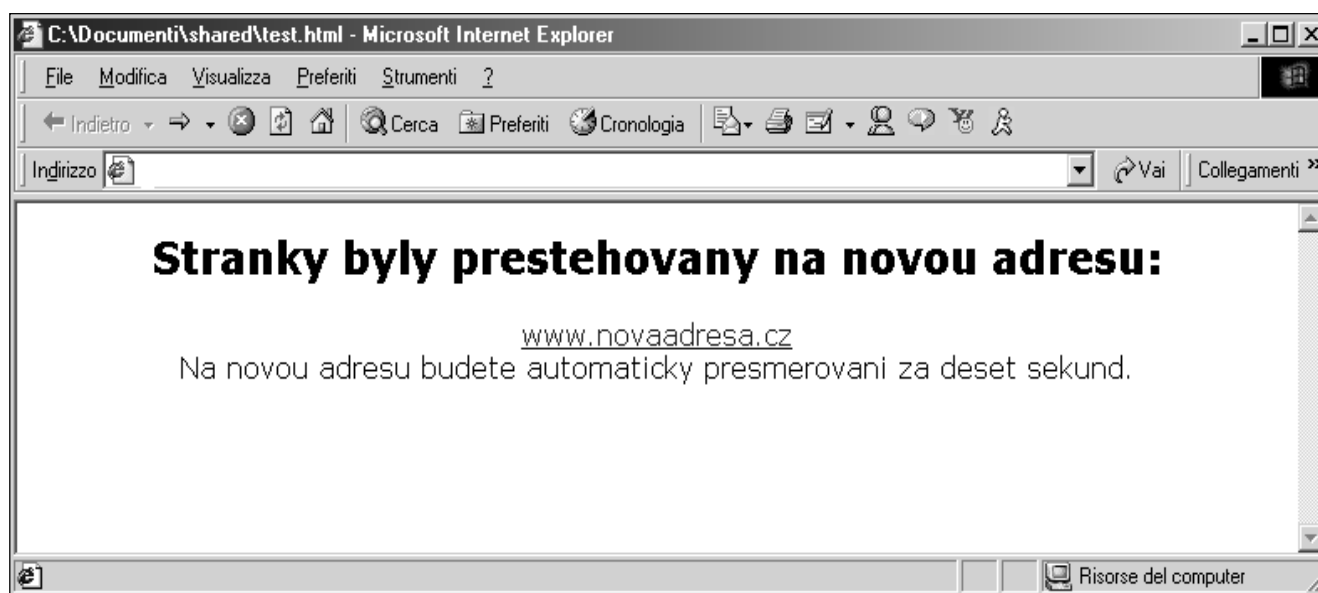 C:\Documenti\shared\test.html - Microsoft Internet Explorer
File Modifica Visualizza Preferiti Strumenti ?
Indietro Cerca Preferiti Cronologia
Indirizzo Vai Collegamenti »
Stranky byly prestehovany na novou adresu:
www.novaadresa.cz
Na novou adresu budete automaticky presmerovani za deset sekund.
Risorse del computer